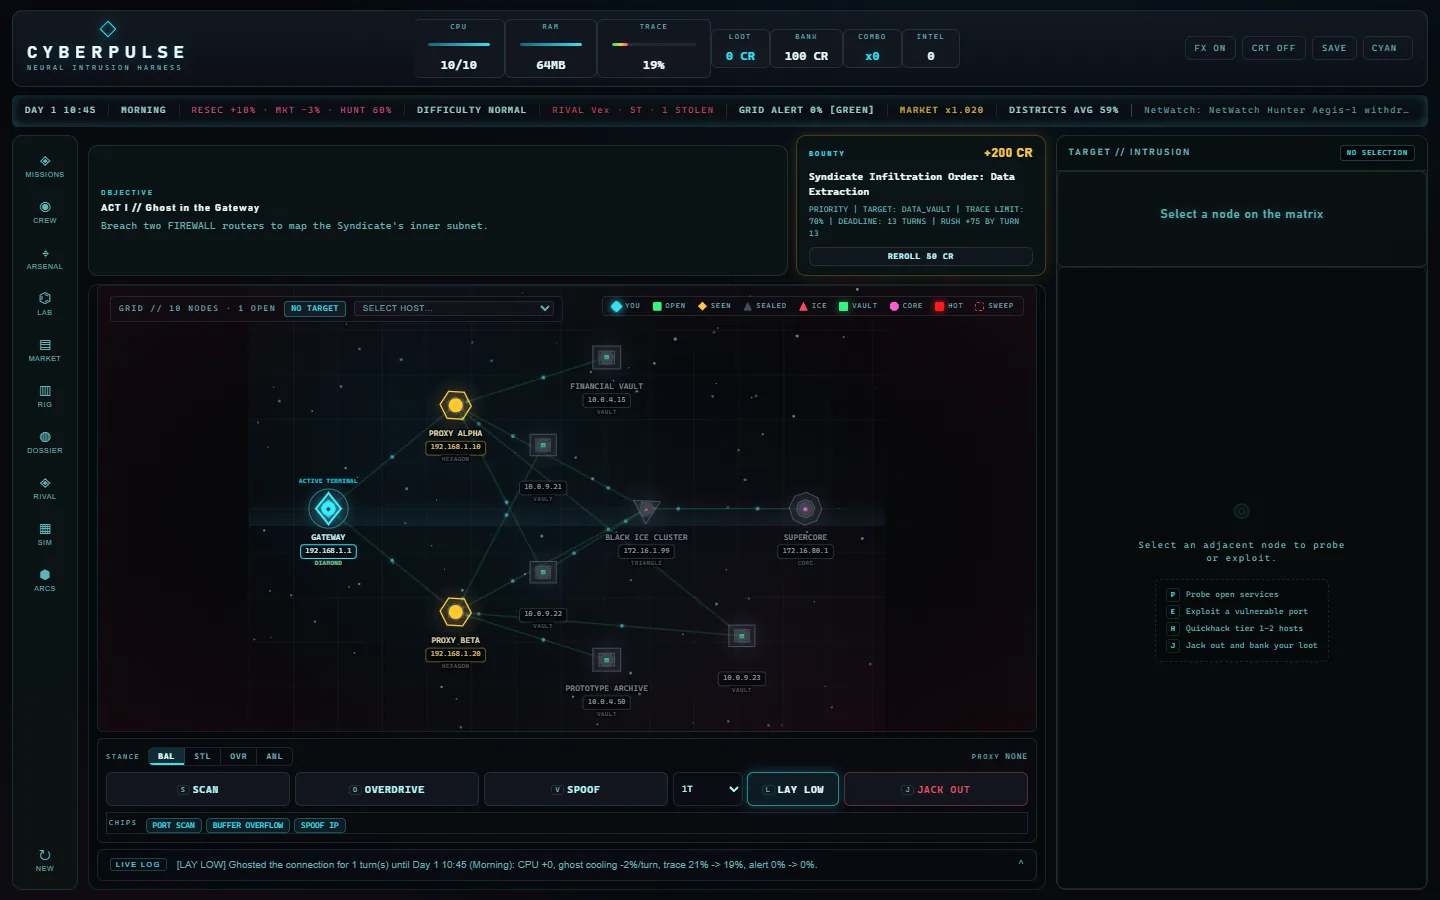 CYBERPULSE
NEURAL INTRUSION HARNESS
CPU
10/10
RAM
64MB
TRACE
19%
LOOT
0 CR
BANK
100 CR
COMBO
x0
INTEL
0
FX ON
CRT OFF
SAVE
CYAN
DAY 1 10:45
MORNING
RESEC +10% · MKT -3% · HUNT 60%
DIFFICULTY NORMAL
RIVAL Vex · ST · 1 STOLEN
GRID ALERT 0% [GREEN]
MARKET x1.020
DISTRICTS AVG 59%
NetWatch: NetWatch Hunter Aegis-1 withdr…
MISSIONS
CREW
ARSENAL
LAB
MARKET
RIG
DOSSIER
RIVAL
SIM
ARCS
NEW
OBJECTIVE
ACT I // Ghost in the Gateway
Breach two FIREWALL routers to map the Syndicate's inner subnet.
BOUNTY
+200 CR
Syndicate Infiltration Order: Data
Extraction
PRIORITY | TARGET: DATA_VAULT | TRACE LIMIT:
70% | DEADLINE: 13 TURNS | RUSH +75 BY TURN
13
REROLL 50 CR
GRID // 10 NODES · 1 OPEN
NO TARGET
SELECT HOST...
YOU
OPEN
SEEN
SEALED
ICE
VAULT
CORE
HOT
SWEEP
FINANCIAL VAULT
10.0.4.15
VAULT
PROXY ALPHA
192.168.1.10
HEXAGON
10.0.9.21
VAULT
ACTIVE TERMINAL
GATEWAY
192.168.1.1
DIAMOND
BLACK ICE CLUSTER
172.16.1.99
TRIANGLE
SUPERCORE
172.16.80.1
CORE
10.0.9.22
VAULT
PROXY BETA
192.168.1.20
HEXAGON
10.0.9.23
VAULT
PROTOTYPE ARCHIVE
10.0.4.50
VAULT
STANCE
BAL
STL
OVR
ANL
PROXY NONE
S SCAN
O OVERDRIVE
V SPOOF
1T
L LAY LOW
J JACK OUT
CHIPS
PORT SCAN
BUFFER OVERFLOW
SPOOF IP
LIVE LOG
[LAY LOW] Ghosted the connection for 1 turn(s) until Day 1 10:45 (Morning): CPU +0, ghost cooling -2%/turn, trace 21% -> 19%, alert 0% -> 0%.
^
TARGET // INTRUSION
NO SELECTION
Select a node on the matrix
Select an adjacent node to probe
or exploit.
P Probe open services
E Exploit a vulnerable port
H Quickhack tier 1-2 hosts
J Jack out and bank your loot